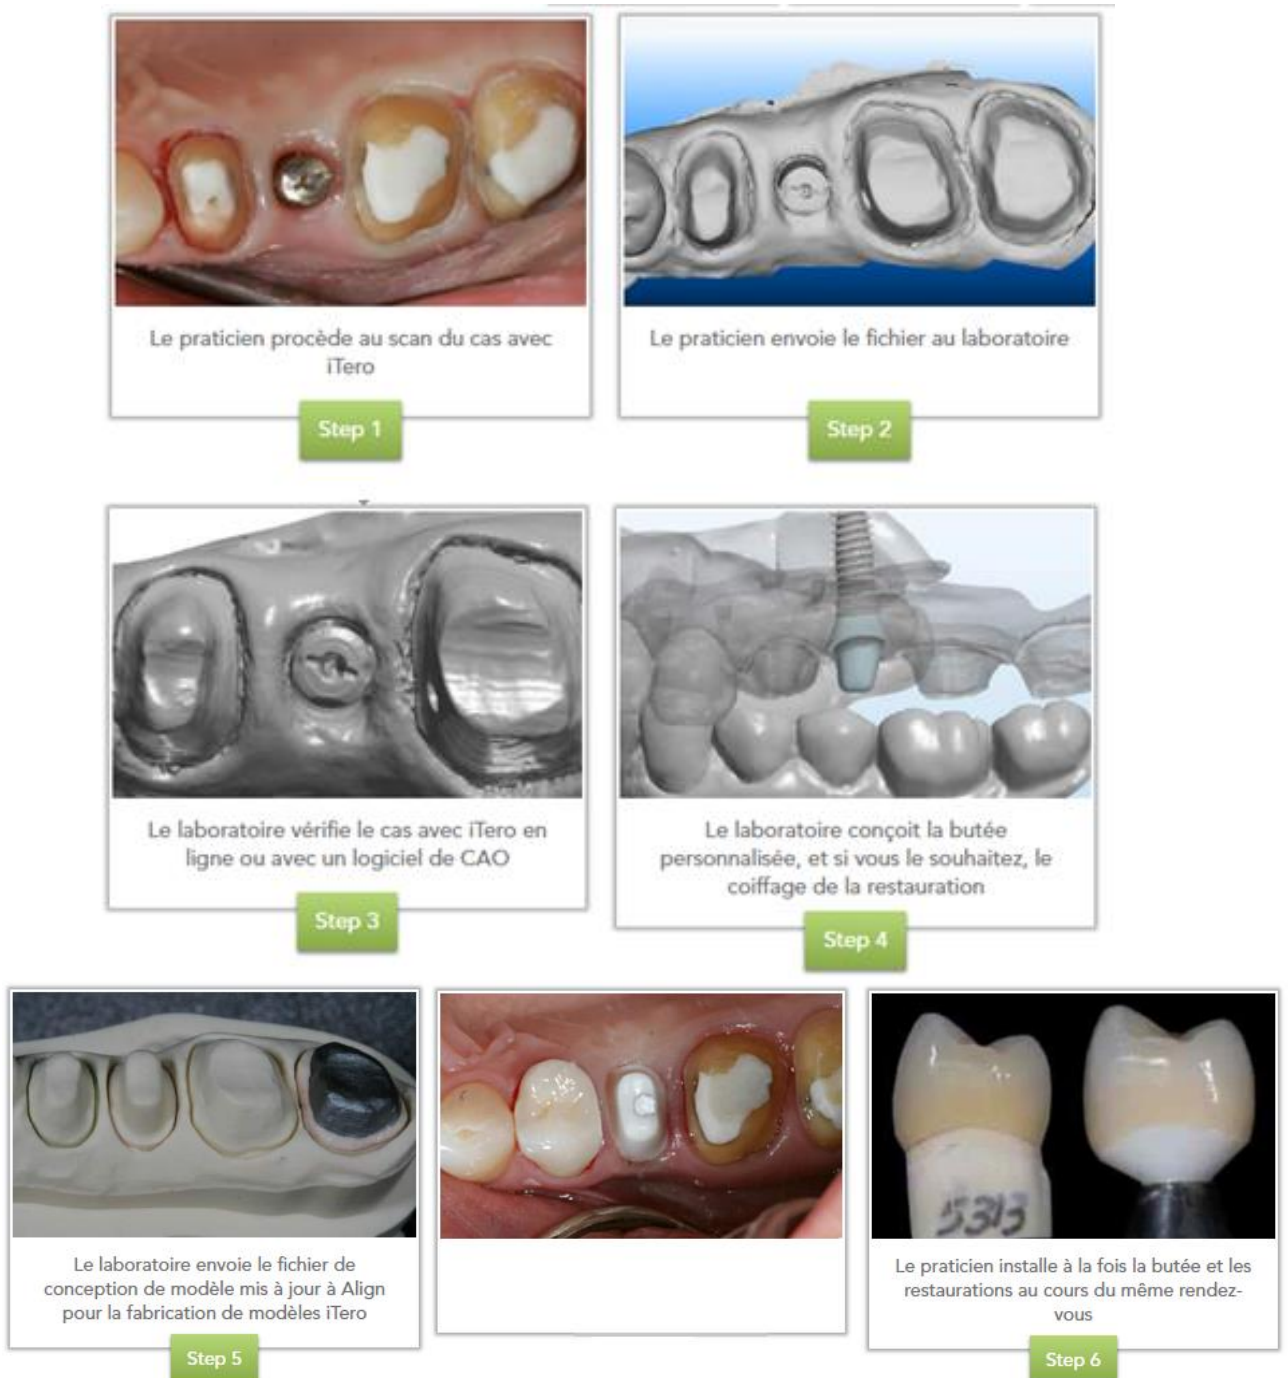 Le praticien procède au scan du cas avec
iTero
Step 1
Le praticien envoie le fichier au laboratoire
Step 2
Le laboratoire vérifie le cas avec iTero en
ligne ou avec un logiciel de CAO
Step 3
Le laboratoire conçoit la butée
personnalisée, et si vous le souhaitez, le
coiffage de la restauration
Step 4
Le laboratoire envoie le fichier de
conception de modèle mis à jour à Align
pour la fabrication de modèles iTero
Step 5
5313
Le praticien installe à la fois la butée et les
restaurations au cours du même rendez-
vous
Step 6